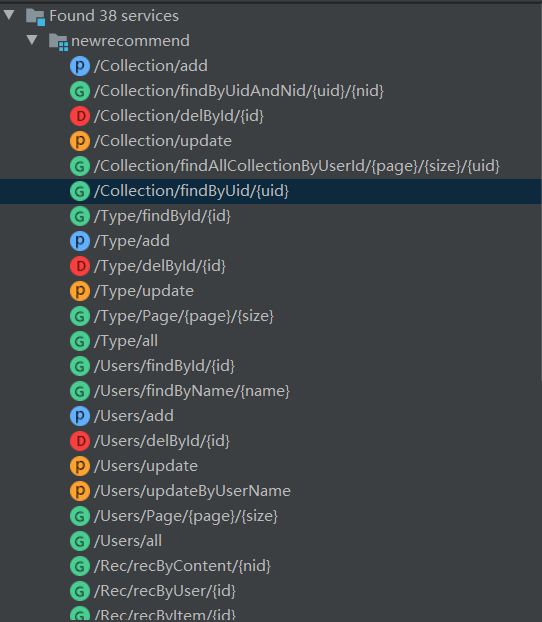 Found 38 services
newrecommend
P /Collection/add
G /Collection/findByUidAndNid/{uid}/{nid}
D /Collection/delById/{id}
P /Collection/update
G /Collection/findAllCollectionByUserId/{page}/{size}/{uid}
G /Collection/findByUid/{uid}
G /Type/findById/{id}
P /Type/add
D /Type/delById/{id}
P /Type/update
G /Type/Page/{page}/{size}
G /Type/all
G /Users/findById/{id}
G /Users/findByName/{name}
P /Users/add
D /Users/delById/{id}
P /Users/update
P /Users/updateByUserName
G /Users/Page/{page}/{size}
G /Users/all
G /Rec/recByContent/{nid}
G /Rec/recByUser/{id}
G /Rec/recByItem/{id}